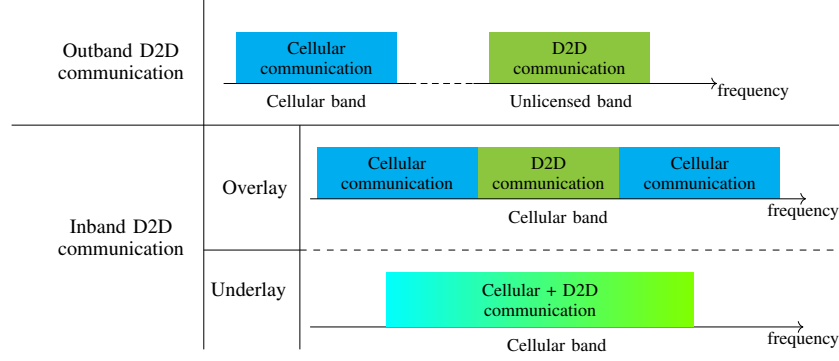 Outband D2D
communication
Cellular
communication
D2D
communication
frequency
Cellular band
Unlicensed band
Inband D2D
communication
Overlay
Cellular
communication
D2D
communication
Cellular
communication
frequency
Cellular band
Underlay
Cellular + D2D
communication
frequency
Cellular band